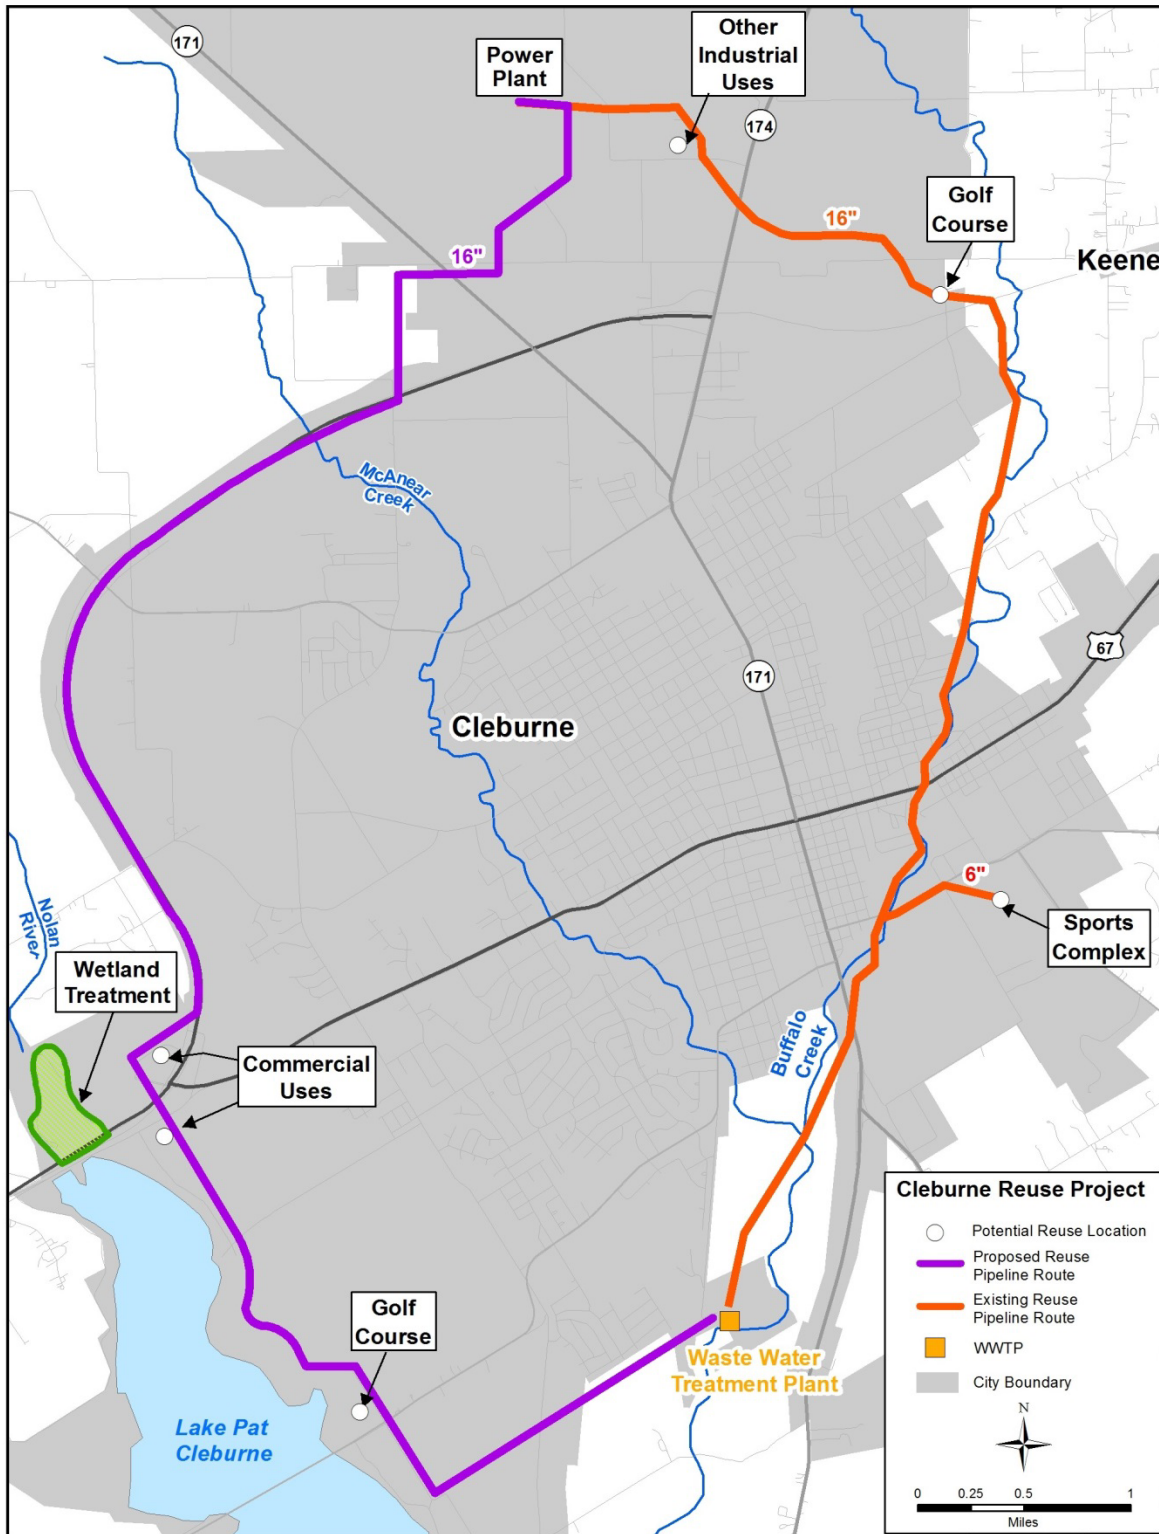 171
Power
Plant
Other
Industrial
Uses
174
Golf
Course
16"
16"
Keene
McAnear
Creek
67
171
Cleburne
6"
Sports
Complex
Nolan
River
Wetland
Treatment
Buffalo
Creek
Commercial
Uses
Golf
Course
Waste Water
Treatment Plant
Lake Pat
Cleburne
Cleburne Reuse Project
Potential Reuse Location
Proposed Reuse
Pipeline Route
Existing Reuse
Pipeline Route
WWTP
City Boundary
N
0 0.25 0.5 1
Miles